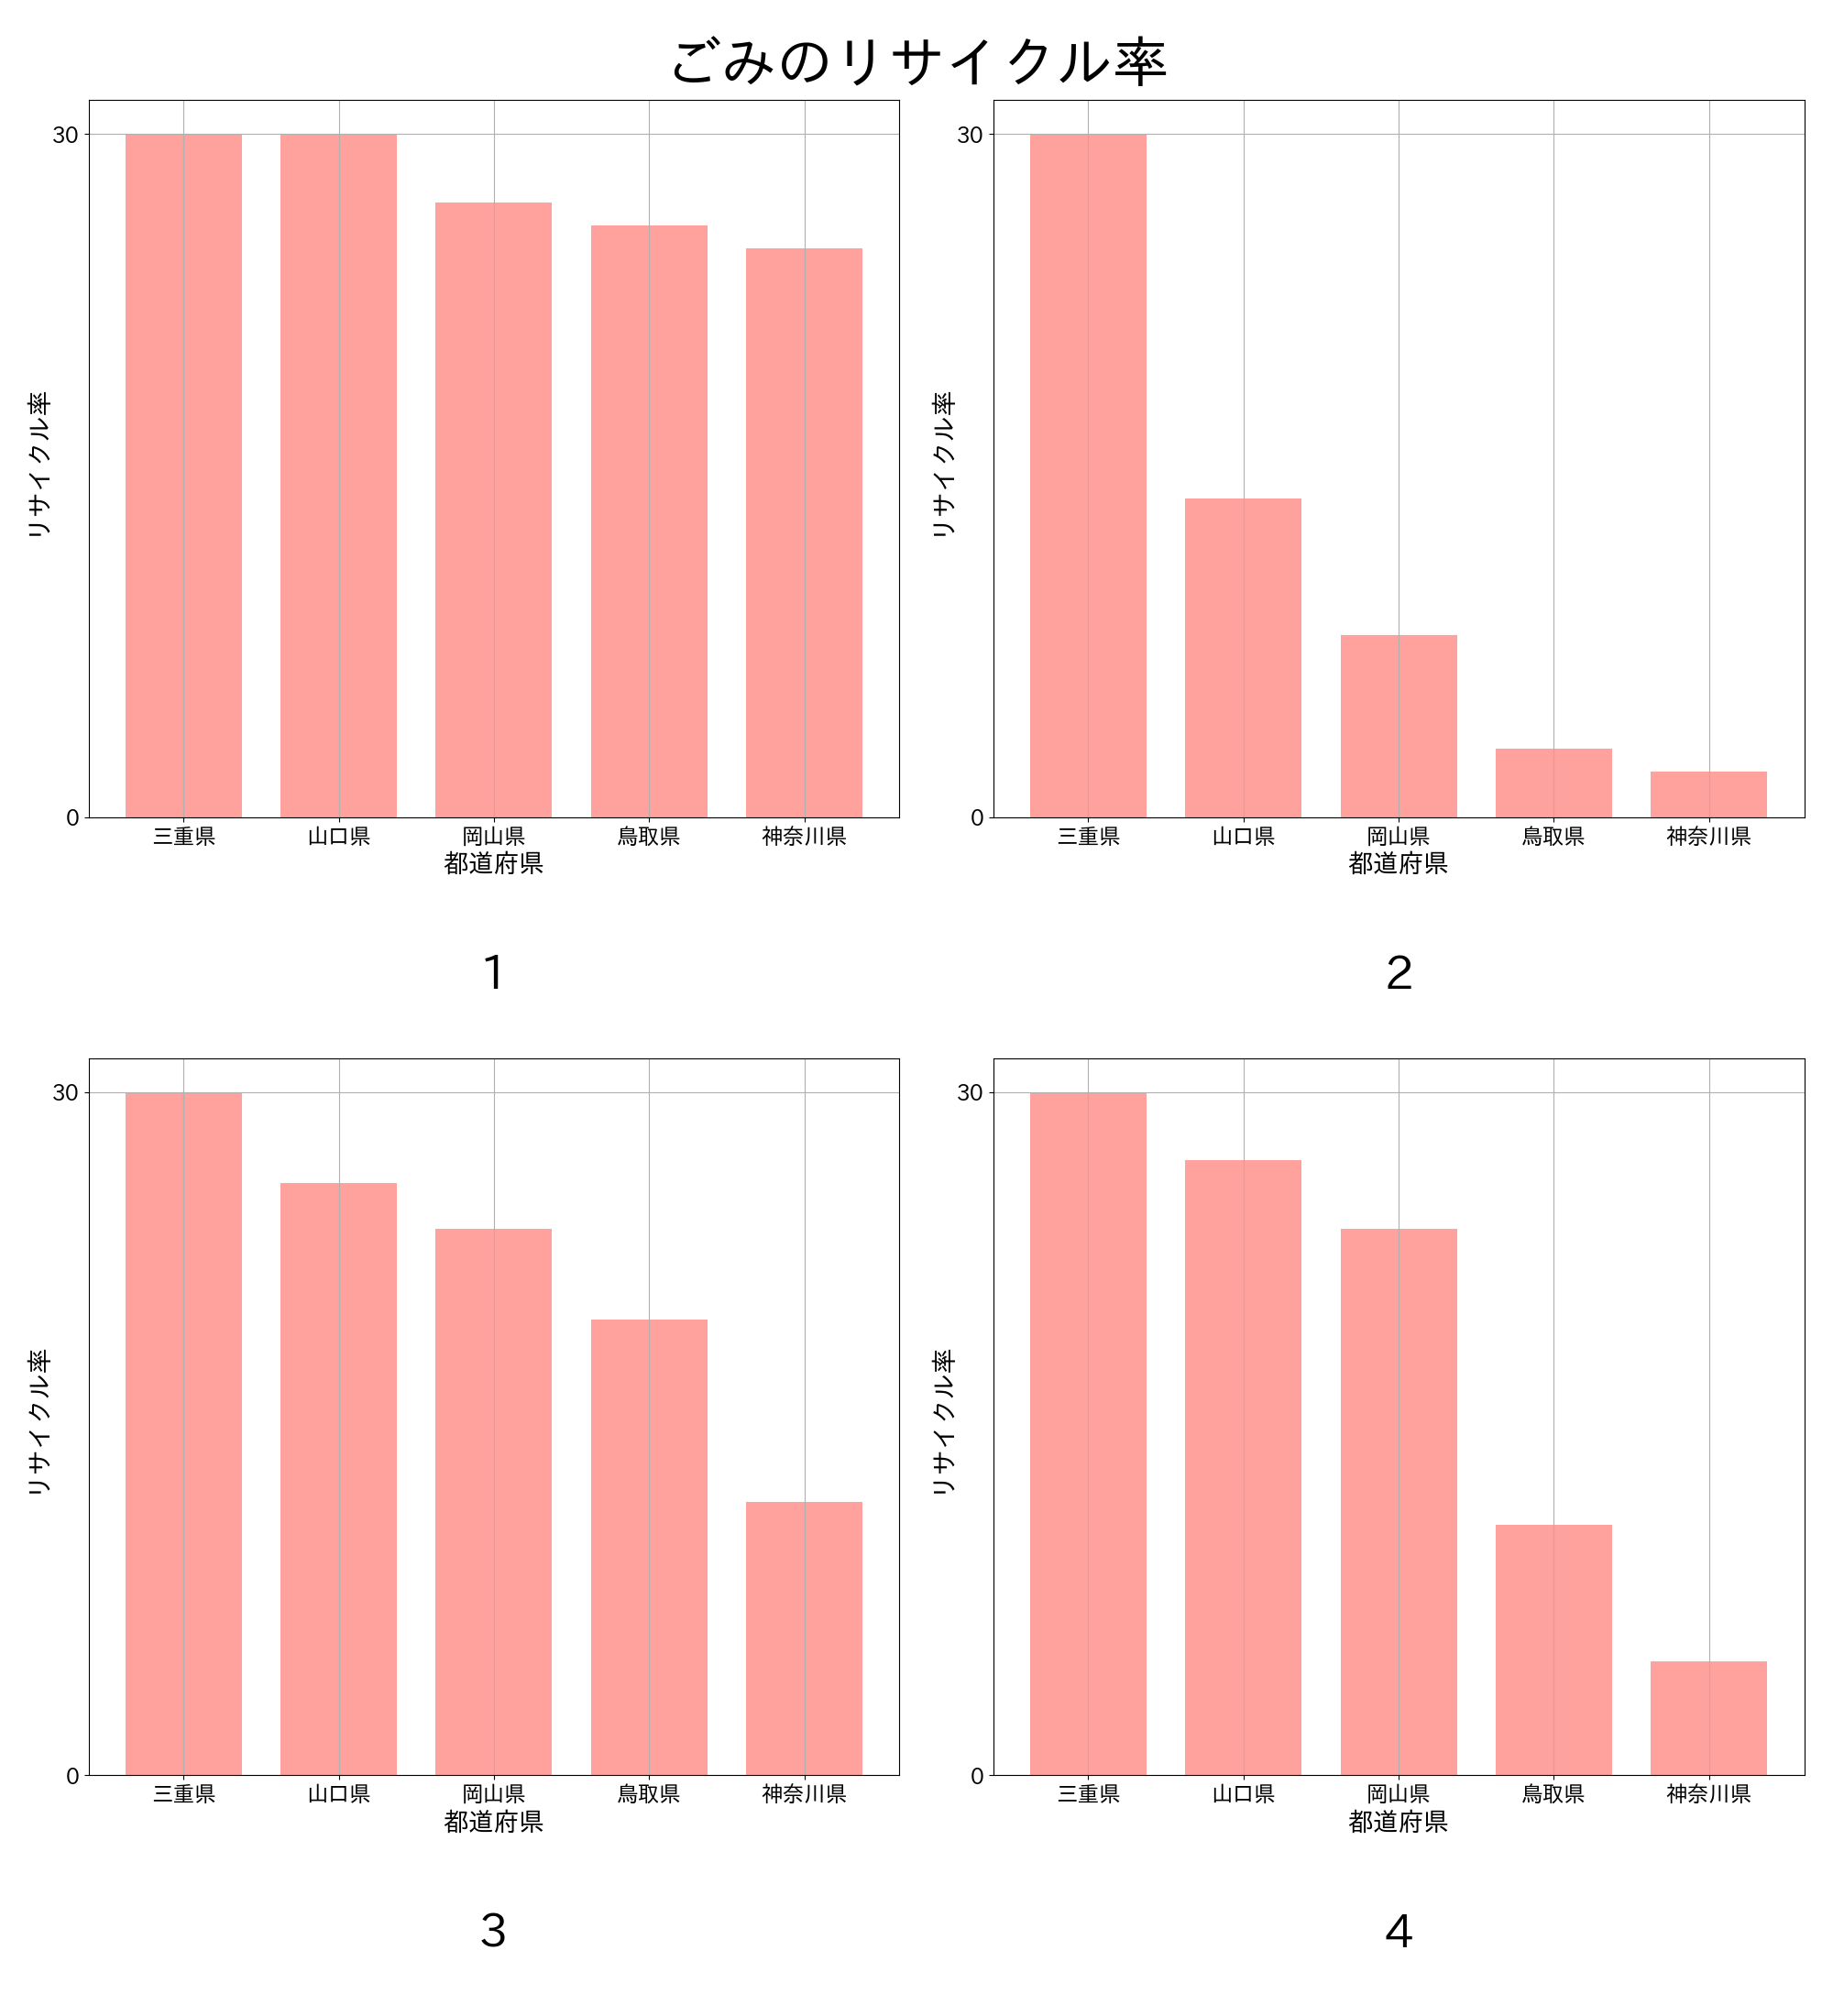 ごみのリサイクル率
30
0
リサイクル率
三重県 山口県 岡山県 鳥取県 神奈川県
都道府県
1
30
0
リサイクル率
三重県 山口県 岡山県 鳥取県 神奈川県
都道府県
2
30
0
リサイクル率
三重県 山口県 岡山県 鳥取県 神奈川県
都道府県
3
30
0
リサイクル率
三重県 山口県 岡山県 鳥取県 神奈川県
都道府県
4